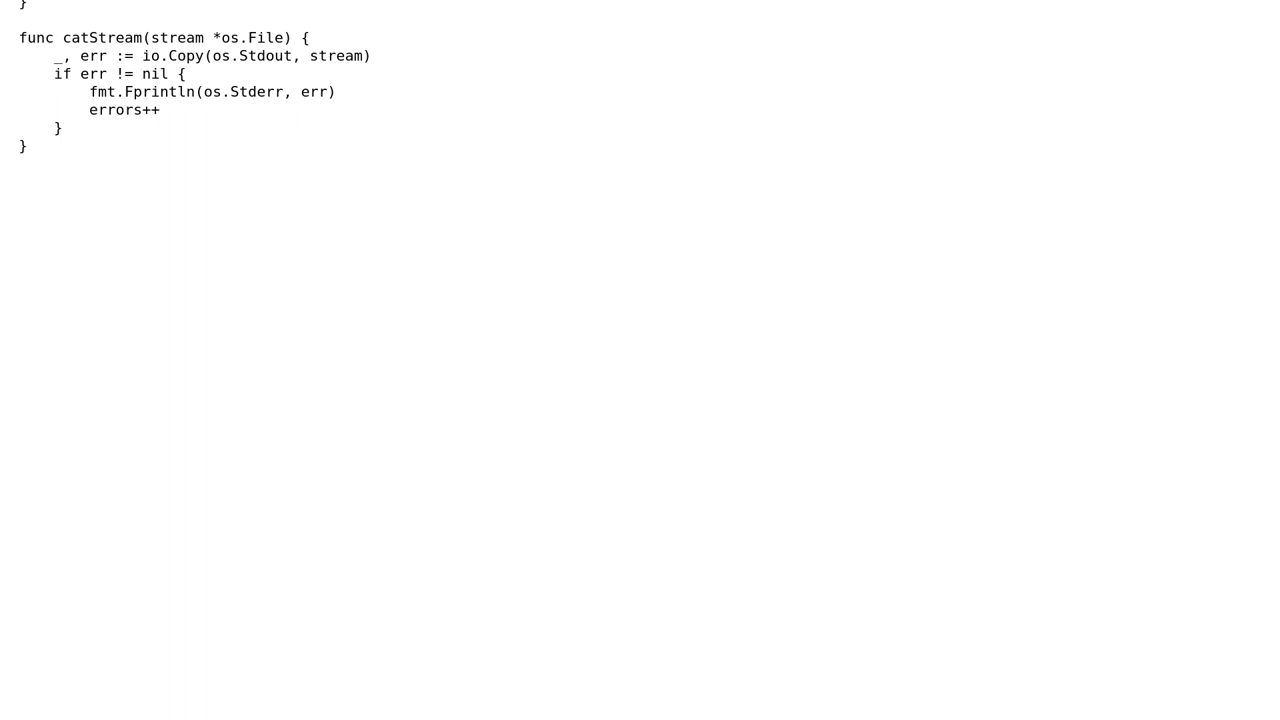 }

func catStream(stream *os.File) {
    _, err := io.Copy(os.Stdout, stream)
    if err != nil {
        fmt.Fprintln(os.Stderr, err)
        errors++
    }
}